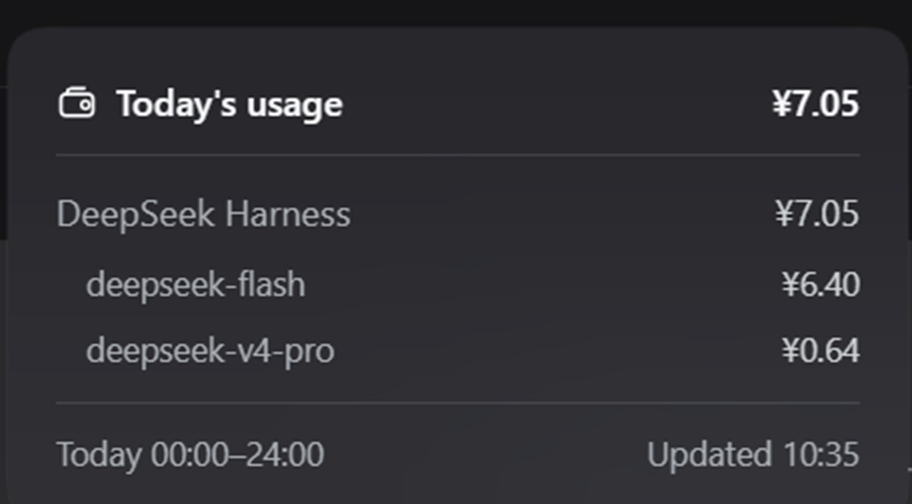 Today's usage ¥7.05
DeepSeek Harness ¥7.05
deepseek-flash ¥6.40
deepseek-v4-pro ¥0.64
Today 00:00–24:00 Updated 10:35